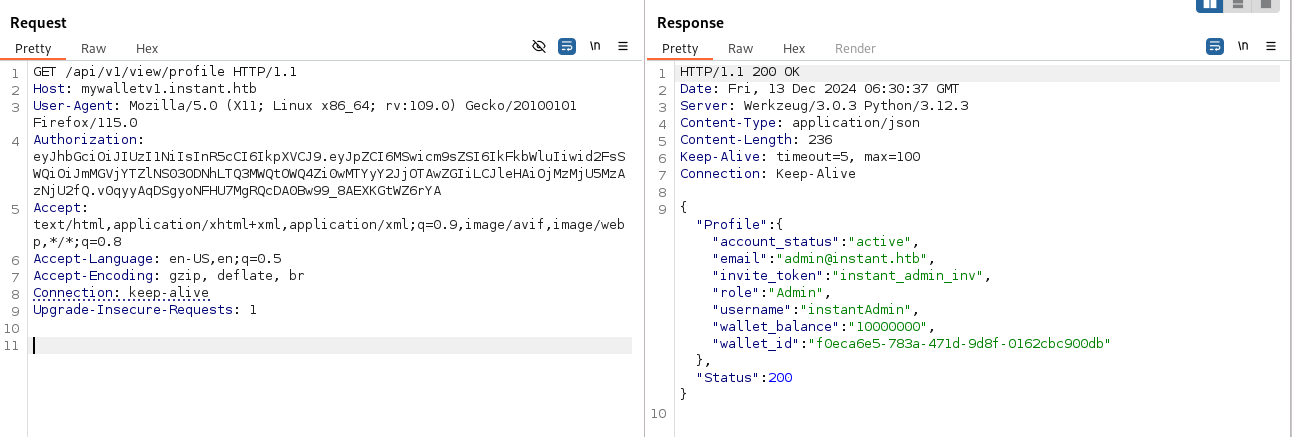 Request
Pretty Raw Hex
\n
1 GET /api/v1/view/profile HTTP/1.1
2 Host: mywalletv1.instant.htb
3 User-Agent: Mozilla/5.0 (X11; Linux x86_64; rv:109.0) Gecko/20100101
Firefox/115.0
4 Authorization:
eyJhbGciOiJIUzI1NiIsInR5cCI6IkpXVCJ9.eyJpZCI6MSwicm9sZSI6IkFkbWluIiwid2FsS
WQiOiJmMGVjYTZlNS03ODNhLTQ3MWQtOWQ4Zi0wMTYyY2JjOTAwZGIiLCJleHAiOjMzMjU5MzA
zNjU2fQ.v0qyyAqDSgyoNFHU7MgRQcDA0Bw99_8AEXKGtWZ6rYA
5 Accept:
text/html,application/xhtml+xml,application/xml;q=0.9,image/avif,image/web
p,*/*;q=0.8
6 Accept-Language: en-US,en;q=0.5
7 Accept-Encoding: gzip, deflate, br
8 Connection: keep-alive
9 Upgrade-Insecure-Requests: 1
10
11
Response
Pretty Raw Hex Render
\n
1 HTTP/1.1 200 OK
2 Date: Fri, 13 Dec 2024 06:30:37 GMT
3 Server: Werkzeug/3.0.3 Python/3.12.3
4 Content-Type: application/json
5 Content-Length: 236
6 Keep-Alive: timeout=5, max=100
7 Connection: Keep-Alive
8
9 {
"Profile":{
"account_status":"active",
"email":"admin@instant.htb",
"invite_token":"instant_admin_inv",
"role":"Admin",
"username":"instantAdmin",
"wallet_balance":"10000000",
"wallet_id":"f0eca6e5-783a-471d-9d8f-0162cbc900db"
},
"Status":200
}
10